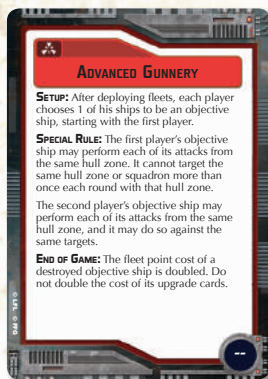 ADVANCED GUNNERY
SETUP: After deploying fleets, each player
chooses 1 of his ships to be an objective
ship, starting with the first player.
SPECIAL RULE: The first player's objective
ship may perform each of its attacks from
the same hull zone. It cannot target the
same hull zone or squadron more than
once each round with that hull zone.
The second player's objective ship may
perform each of its attacks from the same
hull zone, and it may do so against the
same targets.
END OF GAME: The fleet point cost of a
destroyed objective ship is doubled. Do
not double the cost of its upgrade cards.
© LFL © FFG
--